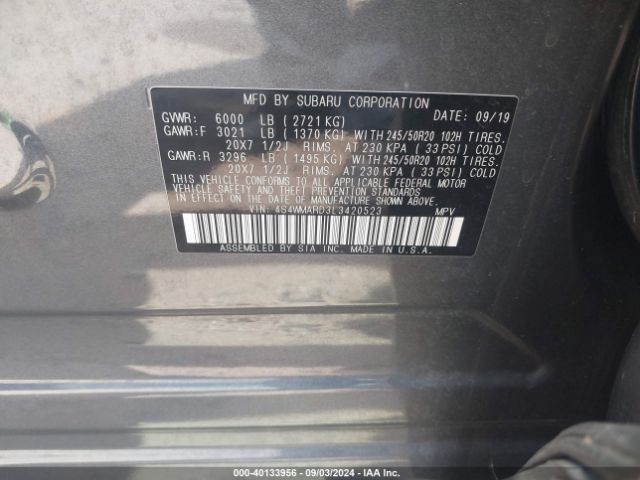 MFD BY SUBARU CORPORATION
GVWR: 6000 LB (2721 KG) DATE: 09/19
GAWR:F 3021 LB (1370 KG) WITH 245/50R20 102H TIRES.
20X7 1/2J RIMS. AT 230 KPA (33 PSI) COLD
GAWR:R 3296 LB (1495 KG) WITH 245/50R20 102H TIRES.
20X7 1/2J RIMS. AT 230 KPA (33 PSI) COLD
THIS VEHICLE CONFORMS TO ALL APPLICABLE FEDERAL MOTOR
VEHICLE SAFETY AND THEFT PREVENTION STANDARDS
IN EFFECT ON THE DATE OF MANUFACTURE SHOWN ABOVE.
VIN: 4S4WMARD3L3420523 MPV
ASSEMBLED BY SIA INC. MADE IN U.S.A.
000-40133956 - 09/03/2024 - IAA Inc.